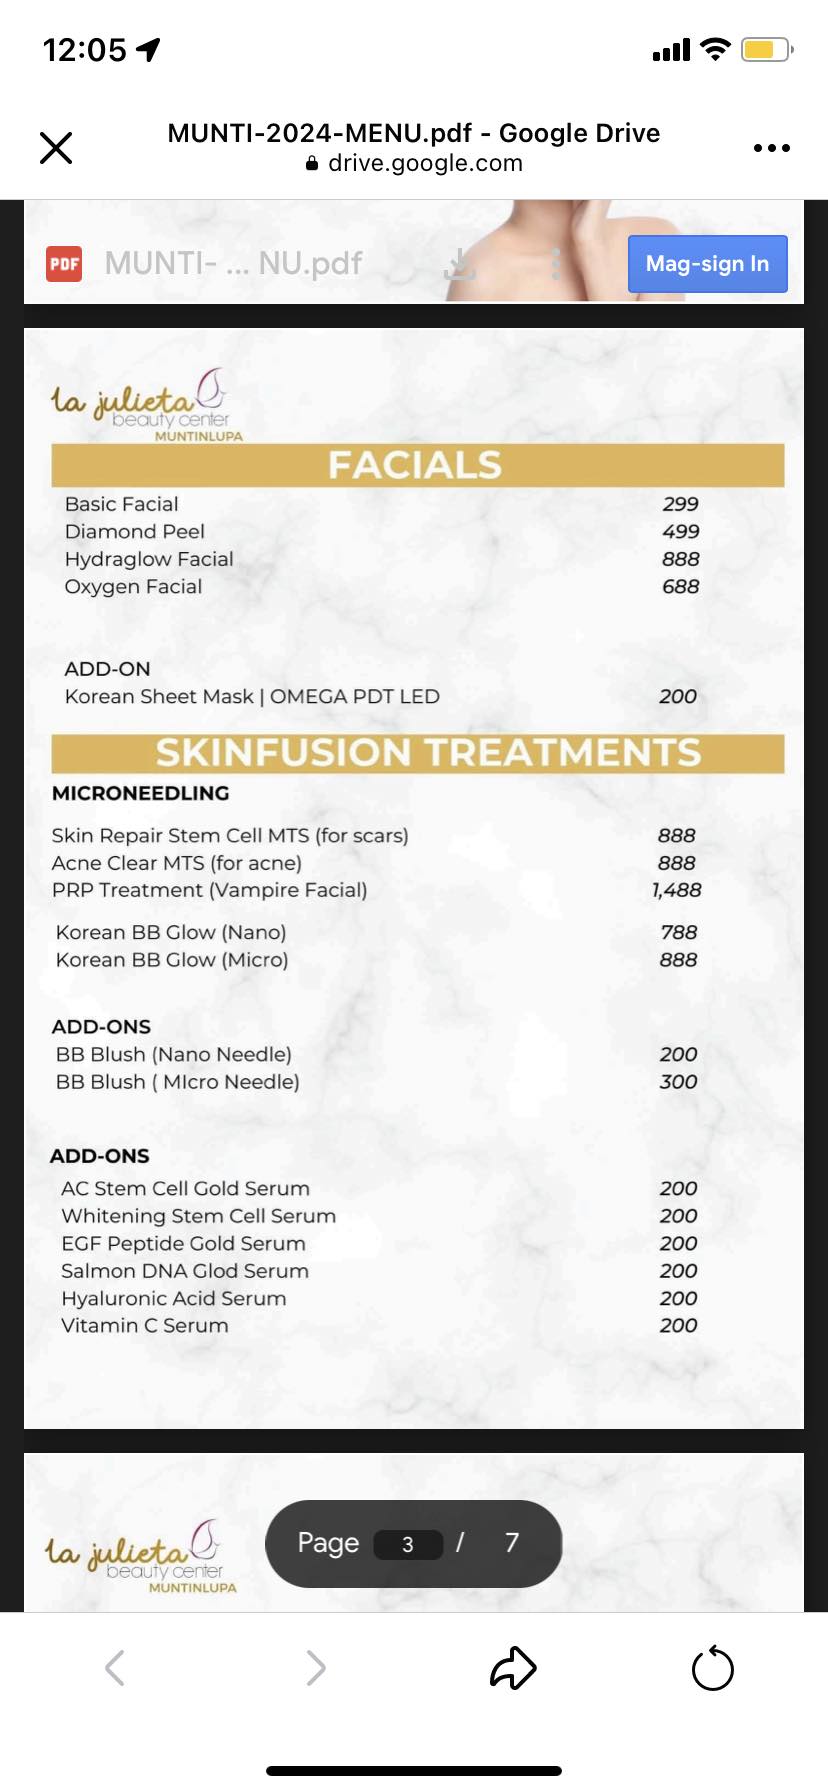 12:05
MUNTI-2024-MENU.pdf - Google Drive
drive.google.com
PDF MUNTI- ... NU.pdf Mag-sign In
la julieta
beauty center
MUNTINLUPA
FACIALS
Basic Facial 299
Diamond Peel 499
Hydraglow Facial 888
Oxygen Facial 688
ADD-ON
Korean Sheet Mask | OMEGA PDT LED 200
SKINFUSION TREATMENTS
MICRONEEDLING
Skin Repair Stem Cell MTS (for scars) 888
Acne Clear MTS (for acne) 888
PRP Treatment (Vampire Facial) 1,488
Korean BB Glow (Nano) 788
Korean BB Glow (Micro) 888
ADD-ONS
BB Blush (Nano Needle) 200
BB Blush ( MIcro Needle) 300
ADD-ONS
AC Stem Cell Gold Serum 200
Whitening Stem Cell Serum 200
EGF Peptide Gold Serum 200
Salmon DNA Glod Serum 200
Hyaluronic Acid Serum 200
Vitamin C Serum 200
la julieta
beauty center
MUNTINLUPA
Page 3 / 7